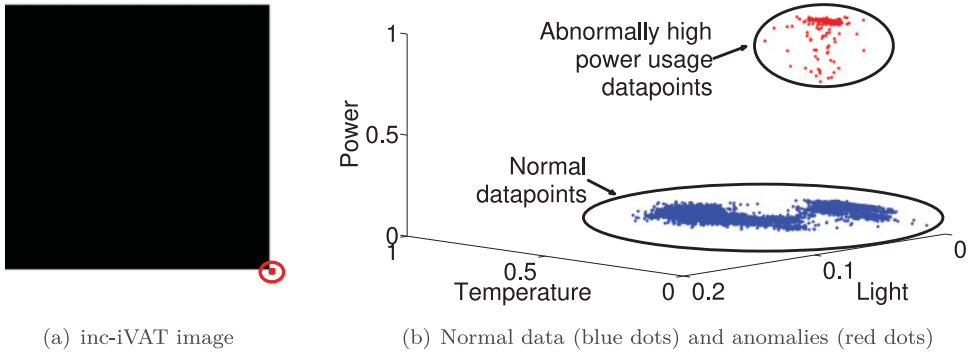 Abnormally high
power usage
datapoints
Normal
datapoints
Power
1
0.5
0
1
0.5
0
Temperature
0.2
0.1
0
Light
(a) inc-iVAT image
(b) Normal data (blue dots) and anomalies (red dots)